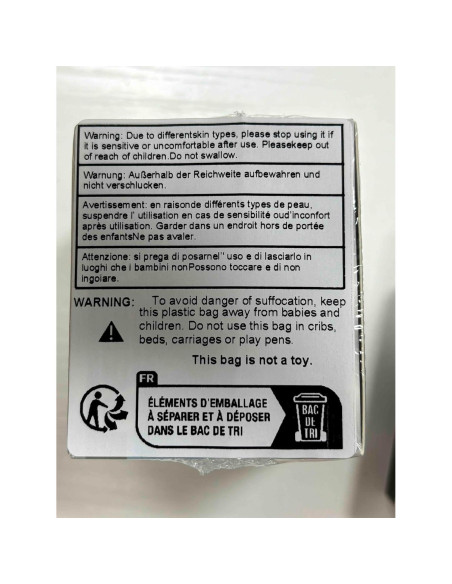 Warning: Due to differentskin types, please stop using it if
it is sensitive or uncomfortable after use. Pleasekeep out
of reach of children.Do not swallow.
Warnung: Außerhalb der Reichweite aufbewahren und
nicht verschlucken.
Avertissement: en raisonde différents types de peau,
suspendre l' utilisation en cas de sensibilité oud'inconfort
après utilisation. Garder dans un endroit hors de portée
des enfantsNe pas avaler.
Attenzione: si prega di posarnel" uso e di lasciarlo in
luoghi che i bambini nonPossono toccare e di non
ingoiare.
WARNING: To avoid danger of suffocation, keep
this plastic bag away from babies and
children. Do not use this bag in cribs,
beds, carriages or play pens.
This bag is not a toy.
FR
ÉLÉMENTS D'EMBALLAGE
À SÉPARER ET À DÉPOSER
DANS LE BAC DE TRI
BAC
DE
TRI